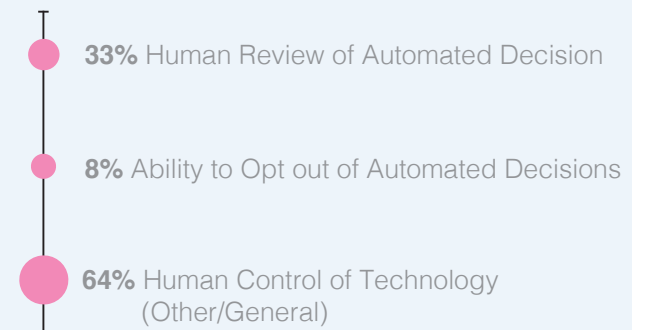 33% Human Review of Automated Decision
8% Ability to Opt out of Automated Decisions
64% Human Control of Technology
(Other/General)